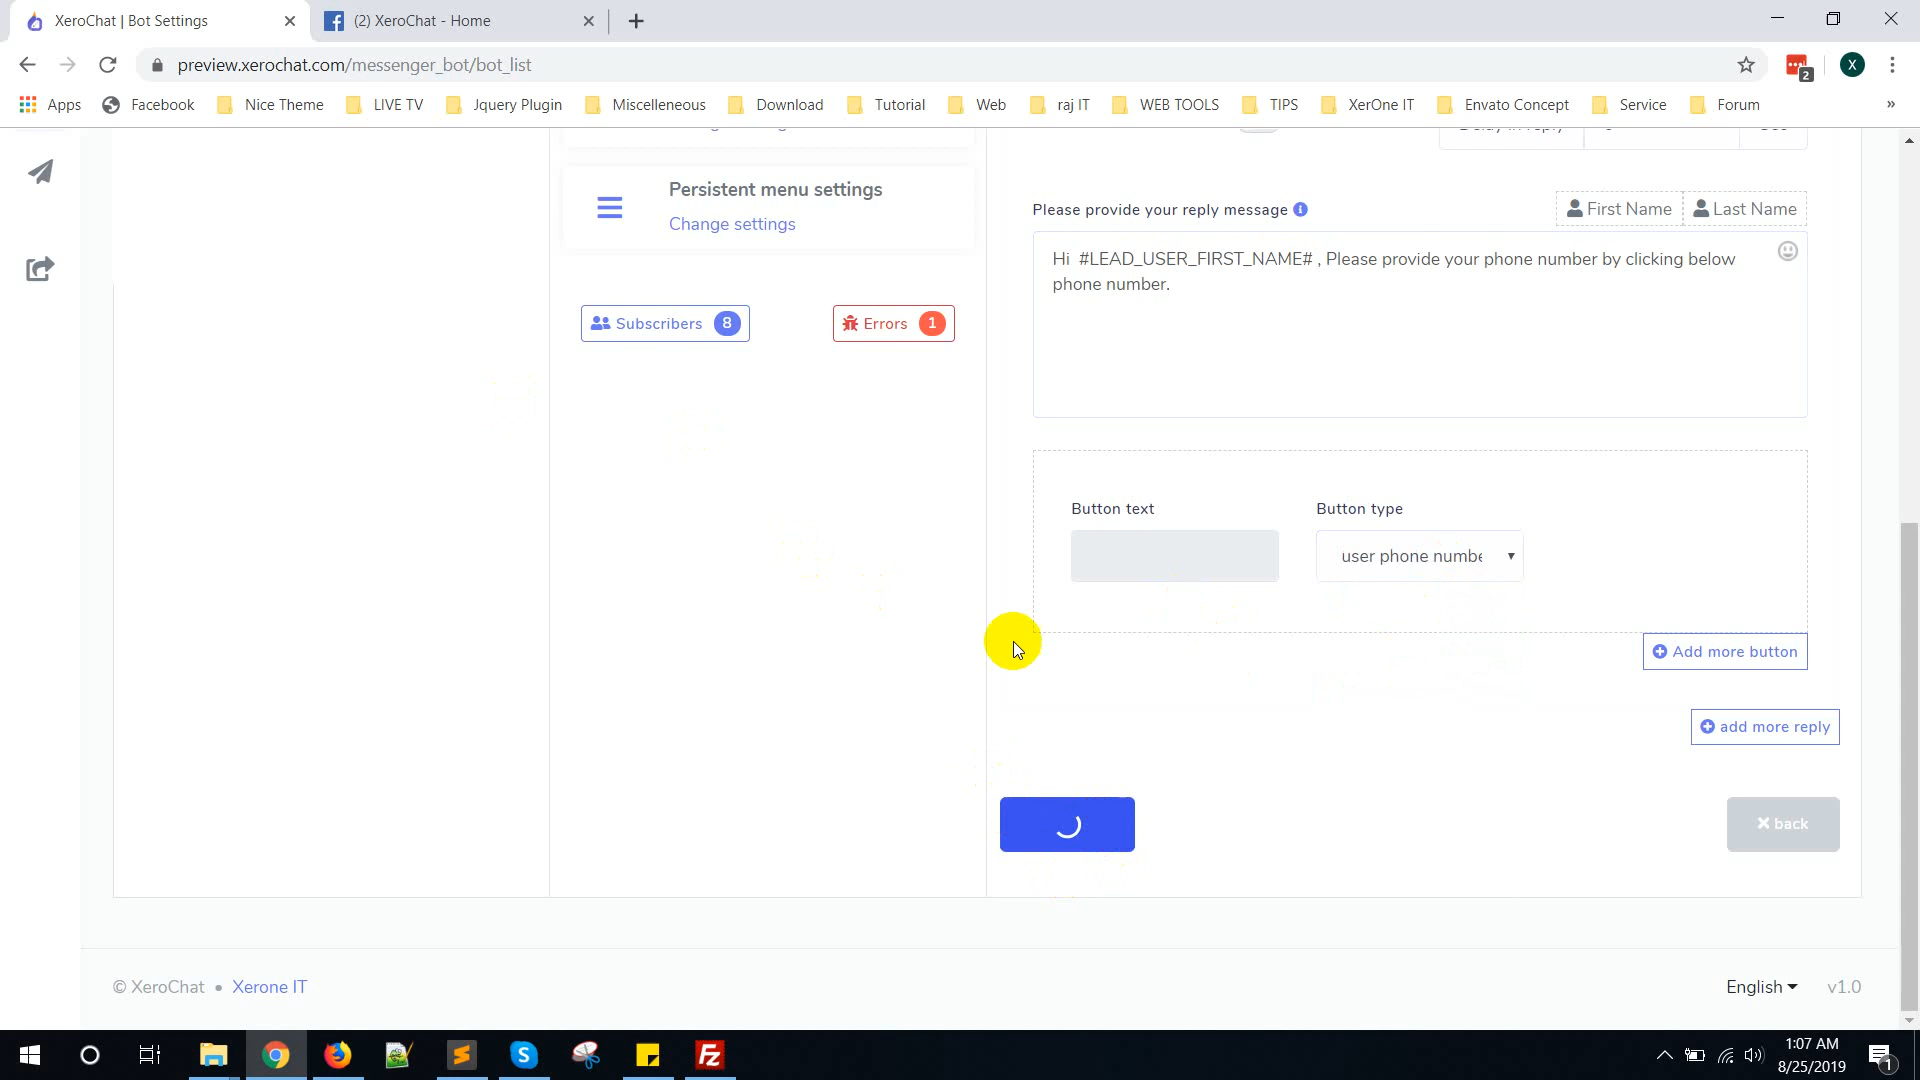 XeroChat | Bot Settings
(2) XeroChat - Home
preview.xerochat.com/messenger_bot/bot_list
2
X
Apps
Facebook
Nice Theme
LIVE TV
Jquery Plugin
Miscelleneous
Download
Tutorial
Web
raj IT
WEB TOOLS
TIPS
XerOne IT
Envato Concept
Service
Forum
»
Persistent menu settings
Change settings
Subscribers 8
Errors 1
Please provide your reply message
First Name
Last Name
Hi #LEAD_USER_FIRST_NAME# , Please provide your phone number by clicking below
phone number.
Button text
Button type
user phone numbe
Add more button
add more reply
back
© XeroChat • Xerone IT
English
v1.0
1:07 AM
8/25/2019
1